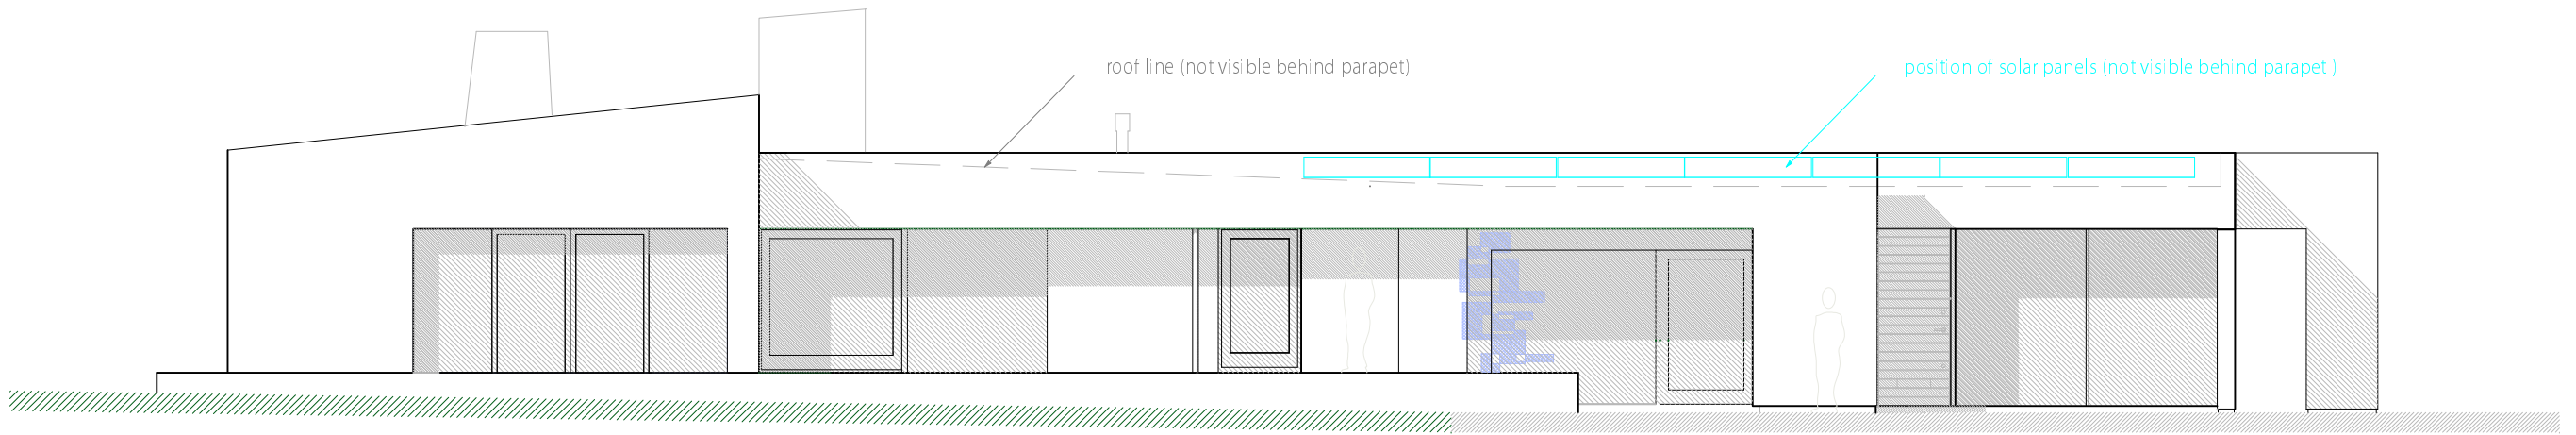 roof line (not visible behind parapet)
position of solar panels (not visible behind parapet )